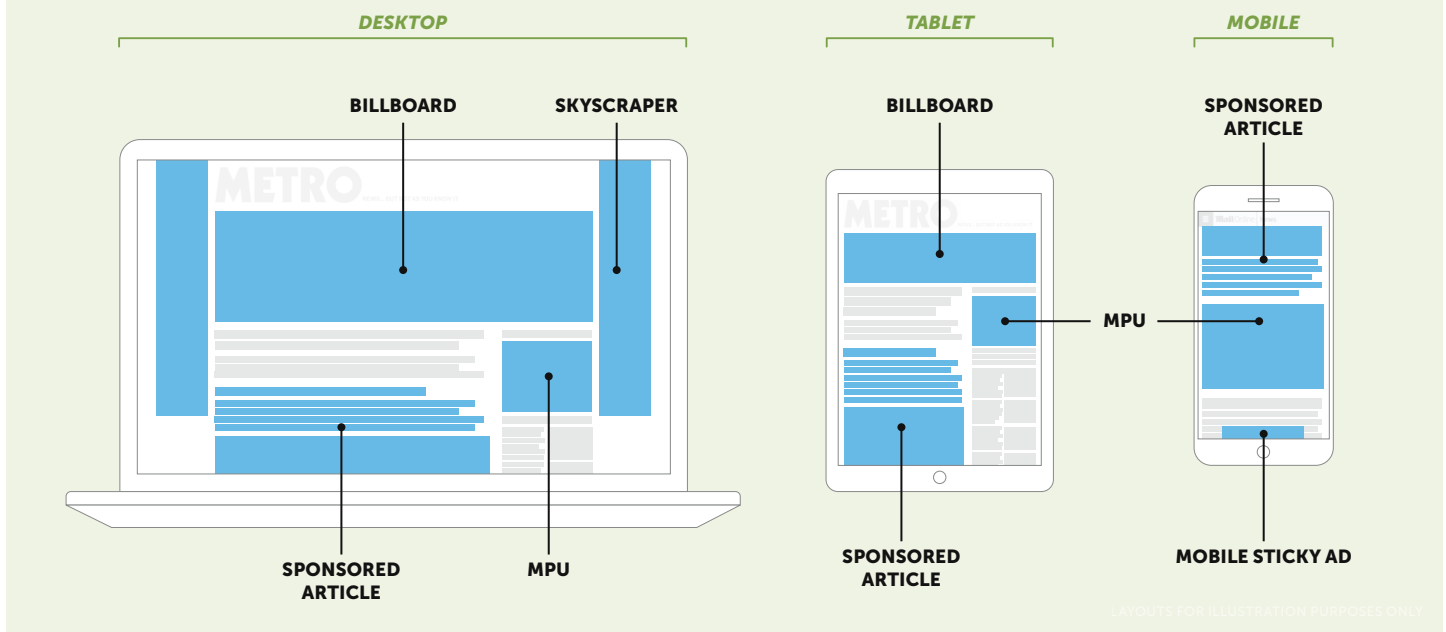 DESKTOP
TABLET
MOBILE
BILLBOARD
SKYSCRAPER
BILLBOARD
SPONSORED
ARTICLE
METRO
METRO
MPU
SPONSORED
ARTICLE
MPU
SPONSORED
ARTICLE
MOBILE STICKY AD
LAYOUTS FOR ILLUSTRATION PURPOSES ONLY